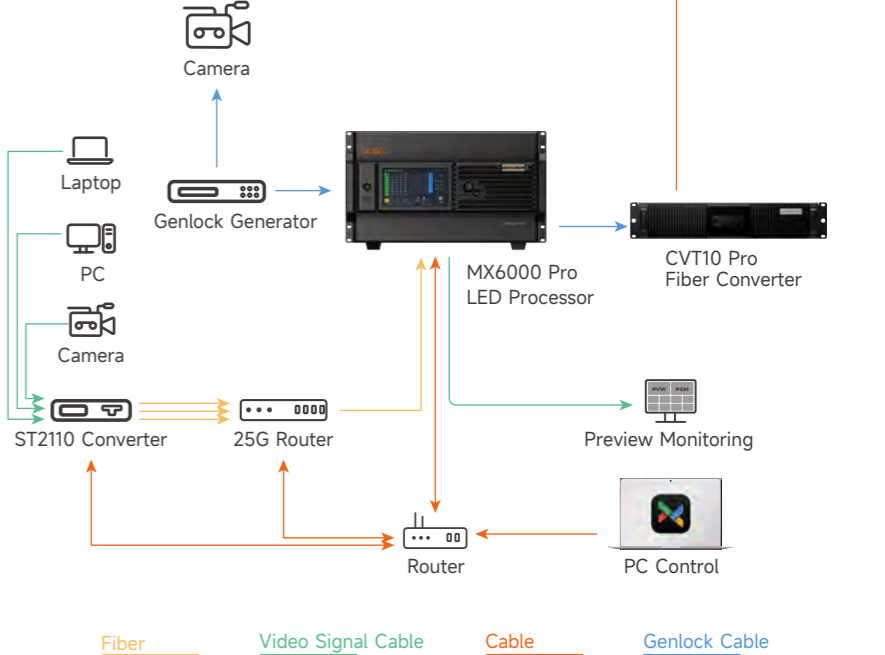 Camera
Laptop
Genlock Generator
PC
MX6000 Pro
LED Processor
CVT10 Pro
Fiber Converter
Camera
PVW PGM
ST2110 Converter
25G Router
Preview Monitoring
Router
PC Control
Fiber
Video Signal Cable
Cable
Genlock Cable